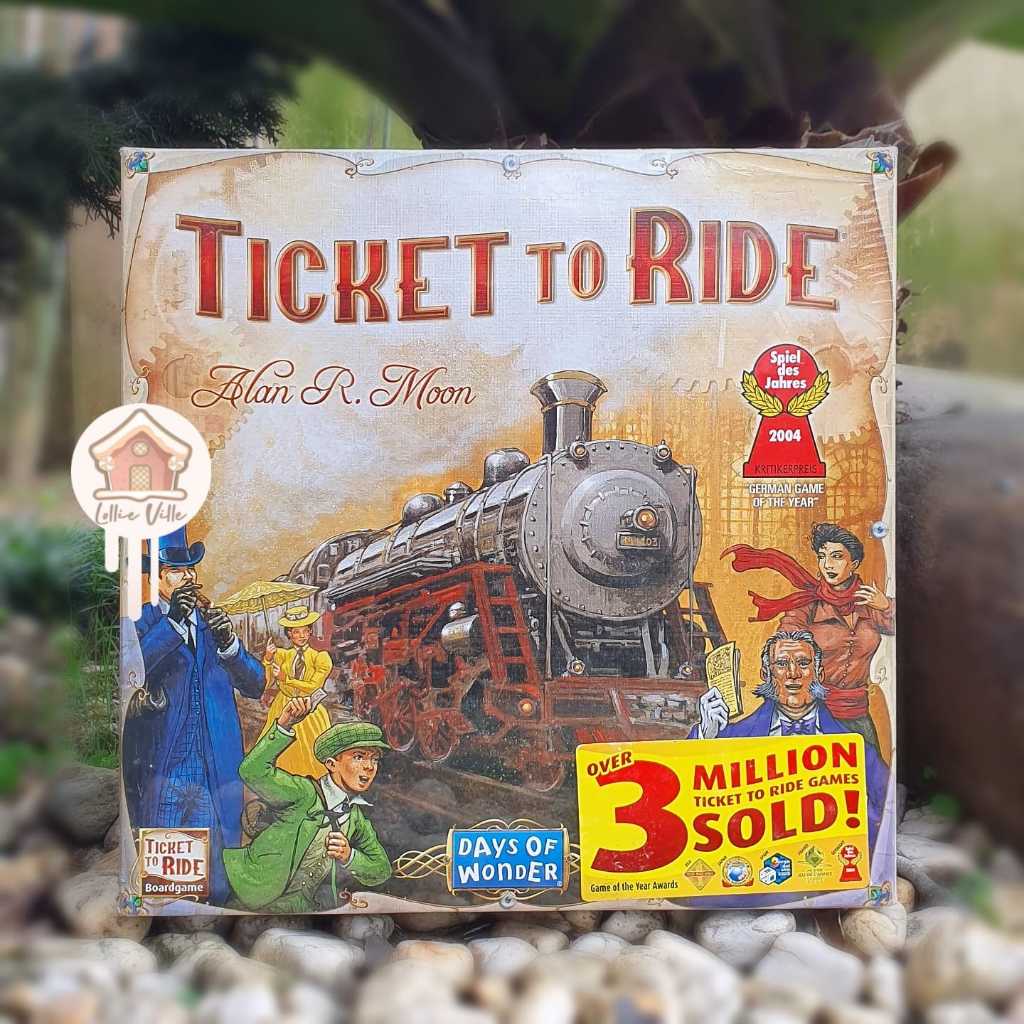 TICKET TO RIDE
Alan R. Moon
Spiel
des
Jahres
2004
KRITIKERPREIS
"GERMAN GAME
OF THE YEAR"
Lollie Ville
OVER
3 MILLION
TICKET TO RIDE GAMES
SOLD!
Game of the Year Awards
DAYS OF
WONDER
TICKET
TO RIDE
Boardgame